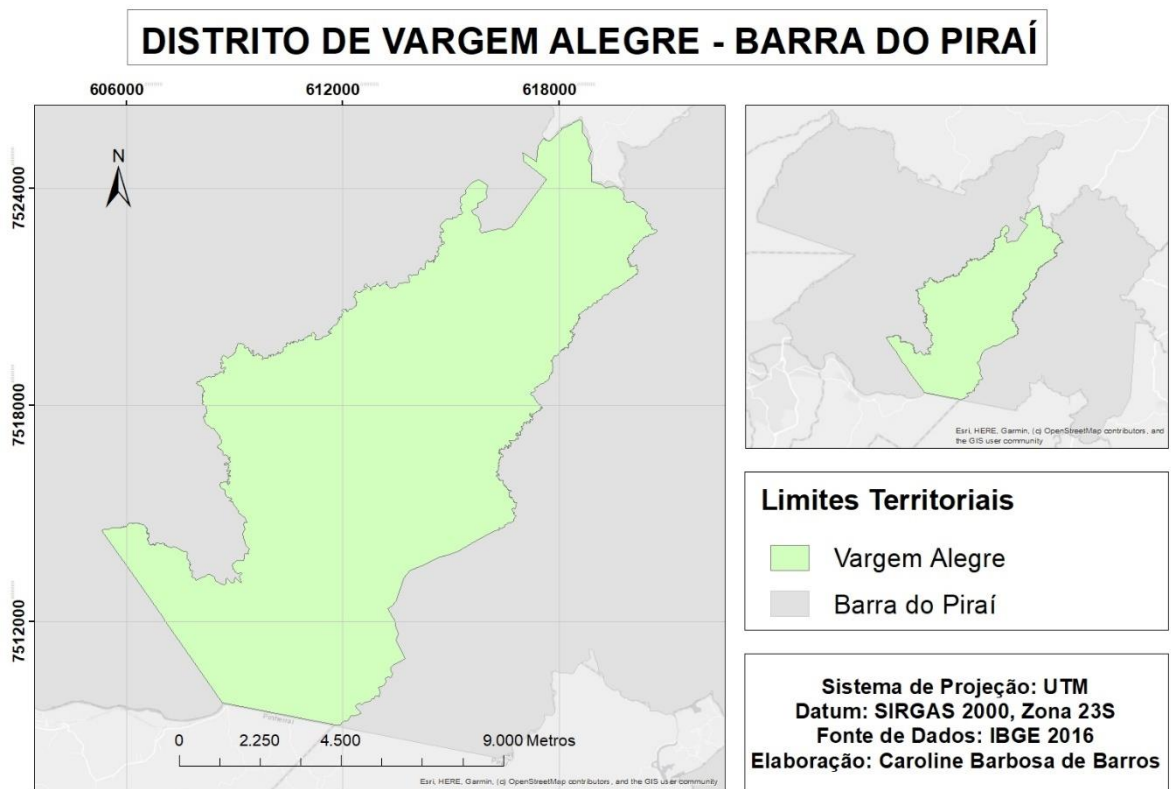 DISTRITO DE VARGEM ALEGRE - BARRA DO PIRAÍ
606000 612000 618000
N
7524000
7518000
7512000
0 2.250 4.500 9.000 Metros
Esri, HERE, Garmin, (c) OpenStreetMap contributors, and the GIS user community
Esri, HERE, Garmin, (c) OpenStreetMap contributors, and
the GIS user community
Limites Territoriais
Vargem Alegre
Barra do Piraí
Sistema de Projeção: UTM
Datum: SIRGAS 2000, Zona 23S
Fonte de Dados: IBGE 2016
Elaboração: Caroline Barbosa de Barros